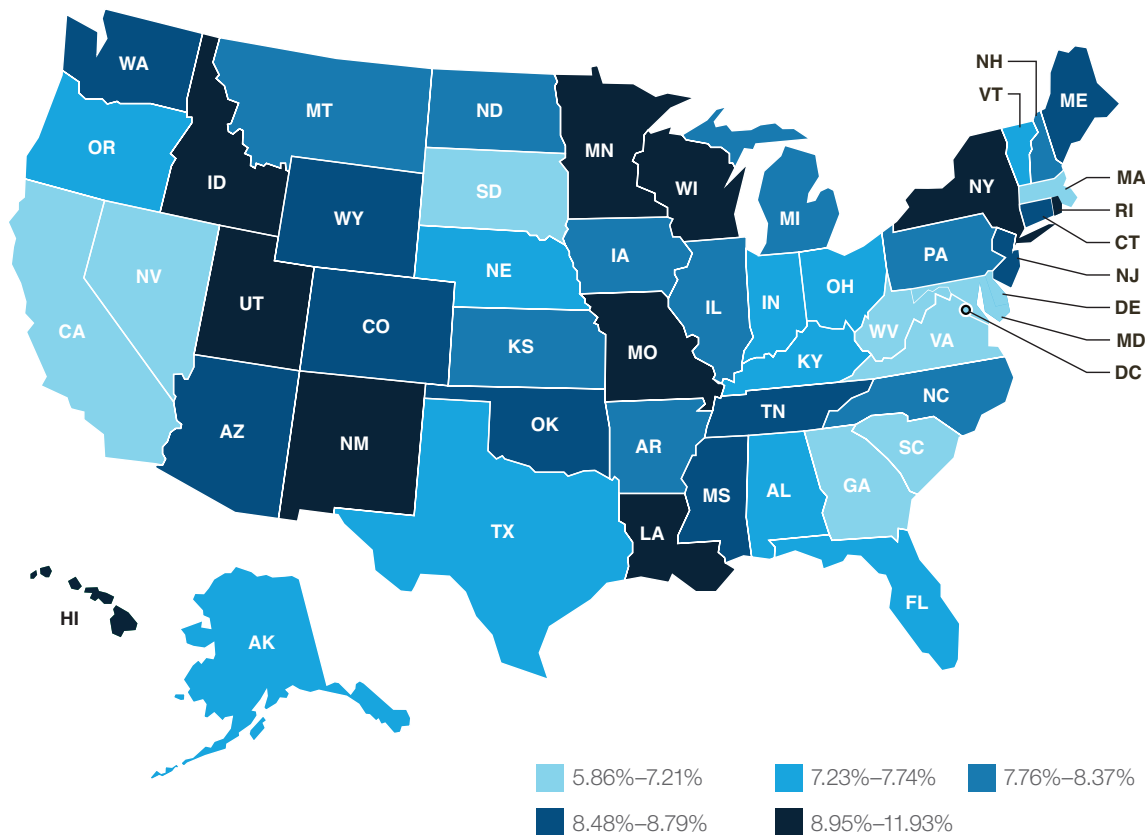 WA
MT
ND
MN
NH
VT
ME
OR
ID
SD
WI
NY
MA
WY
MI
RI
IA
CT
NV
NE
PA
NJ
UT
CO
IL
IN
OH
DE
CA
KS
MO
WV
VA
MD
KY
DC
AZ
NM
OK
TN
NC
AR
SC
MS
AL
GA
TX
LA
FL
HI
AK
5.86%–7.21%
7.23%–7.74%
7.76%–8.37%
8.48%–8.79%
8.95%–11.93%